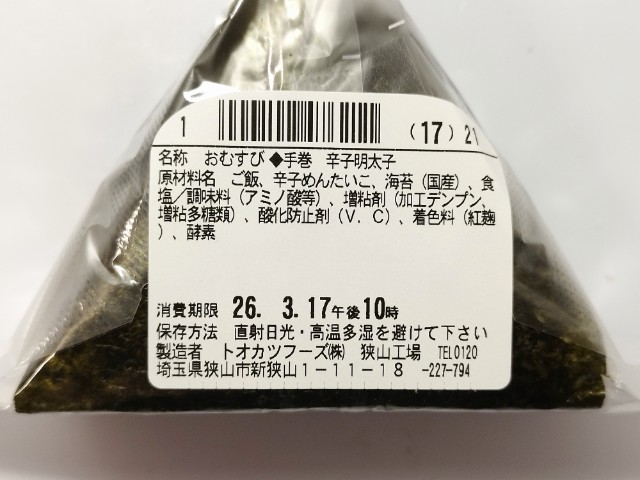 1 (17) 21
名称 おむすび ◆手巻 辛子明太子
原材料名 ご飯、辛子めんたいこ、海苔(国産)、食
塩/調味料(アミノ酸等)、増粘剤(加工デンプン、
増粘多糖類)、酸化防止剤(V.C)、着色料(紅麹
)、酵素
消費期限 26. 3.17午後10時
保存方法 直射日光・高温多湿を避けて下さい
製造者 トオカツフーズ㈱ 狭山工場 TEL0120
埼玉県狭山市新狭山1-11-18 -227-794